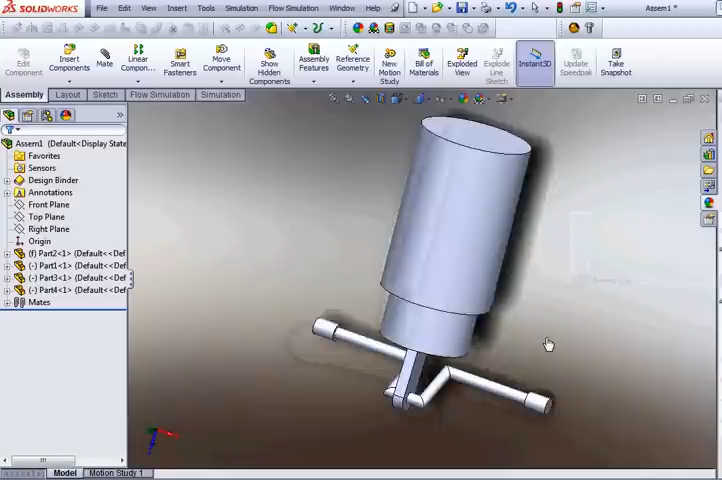 SOLIDWORKS File Edit View Insert Tools Simulation Flow Simulation Window Help Assem1 *
Edit Component Insert Components Mate Linear Compon... Smart Fasteners Move Component Show Hidden Components Assembly Features Reference Geometry New Motion Study Bill of Materials Exploded View Explode Line Sketch Instant3D Update Speedpak Take Snapshot
Assembly Layout Sketch Flow Simulation Simulation
Assem1 (Default<Display State
Favorites
Sensors
Design Binder
Annotations
Front Plane
Top Plane
Right Plane
Origin
(f) Part2<1> (Default<<Def
(-) Part1<1> (Default<<Def
(-) Part3<1> (Default<<Def
(-) Part4<1> (Default<<Def
Mates
Model Motion Study 1